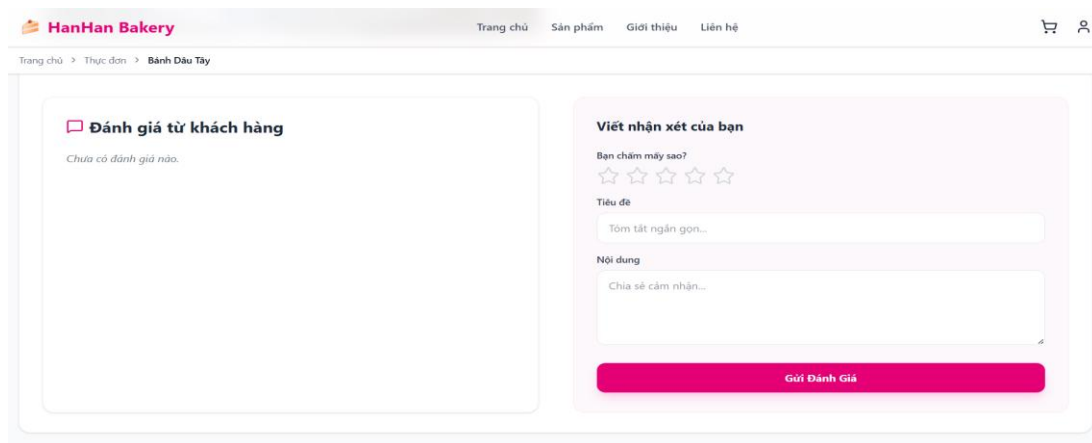 HanHan Bakery
Trang chủ Sản phẩm Giới thiệu Liên hệ
Trang chủ > Thực đơn > Bánh Dâu Tây
Đánh giá từ khách hàng
Chưa có đánh giá nào.
Viết nhận xét của bạn
Bạn chấm mấy sao?
Tiêu đề
Tóm tắt ngắn gọn...
Nội dung
Chia sẻ cảm nhận...
Gửi Đánh Giá